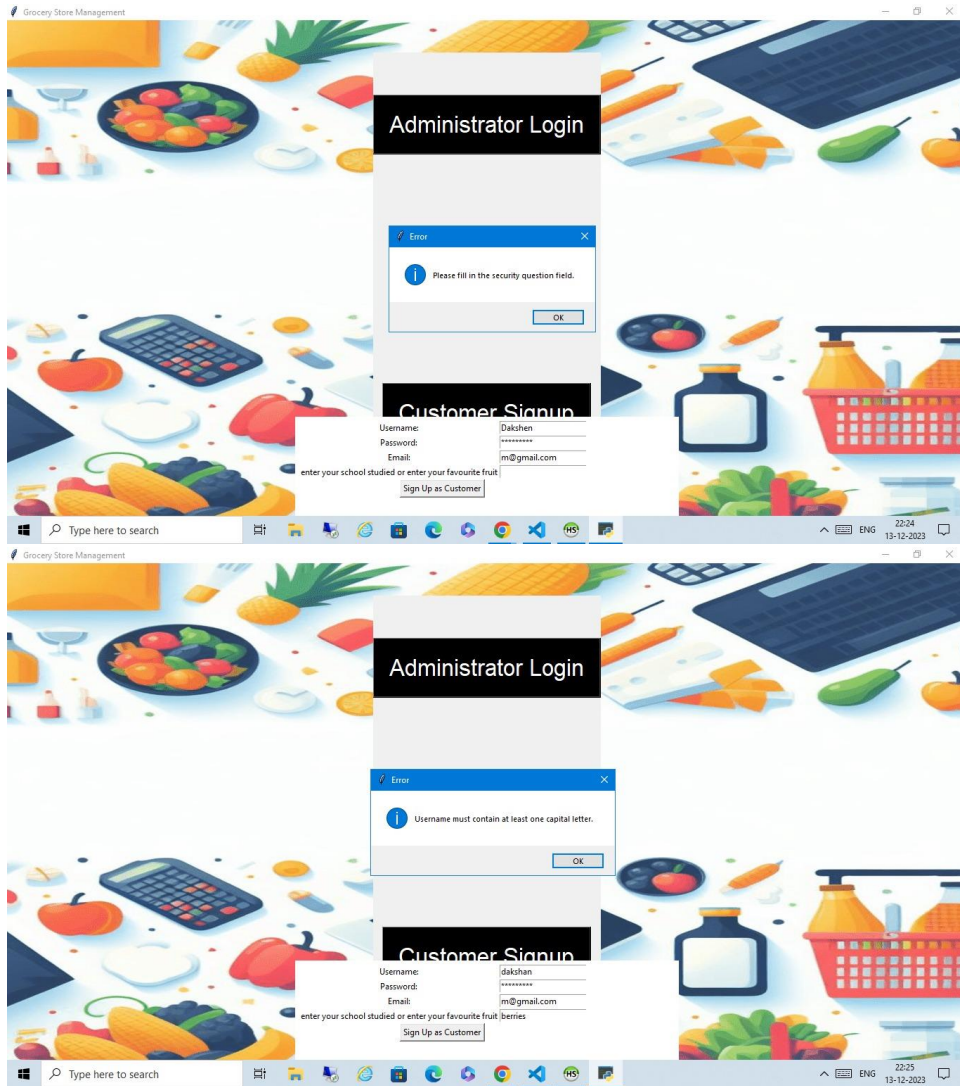 Grocery Store Management
Administrator Login
Error
Please fill in the security question field.
OK
Customer Signup
Username: Dakshen
Password: *********
Email: m@gmail.com
enter your school studied or enter your favourite fruit
Sign Up as Customer
Type here to search
HS
ENG
22:24
13-12-2023
Grocery Store Management
Administrator Login
Error
Username must contain at least one capital letter.
OK
Customer Signup
Username: dakshan
Password: *********
Email: m@gmail.com
enter your school studied or enter your favourite fruit berries
Sign Up as Customer
Type here to search
HS
ENG
22:25
13-12-2023